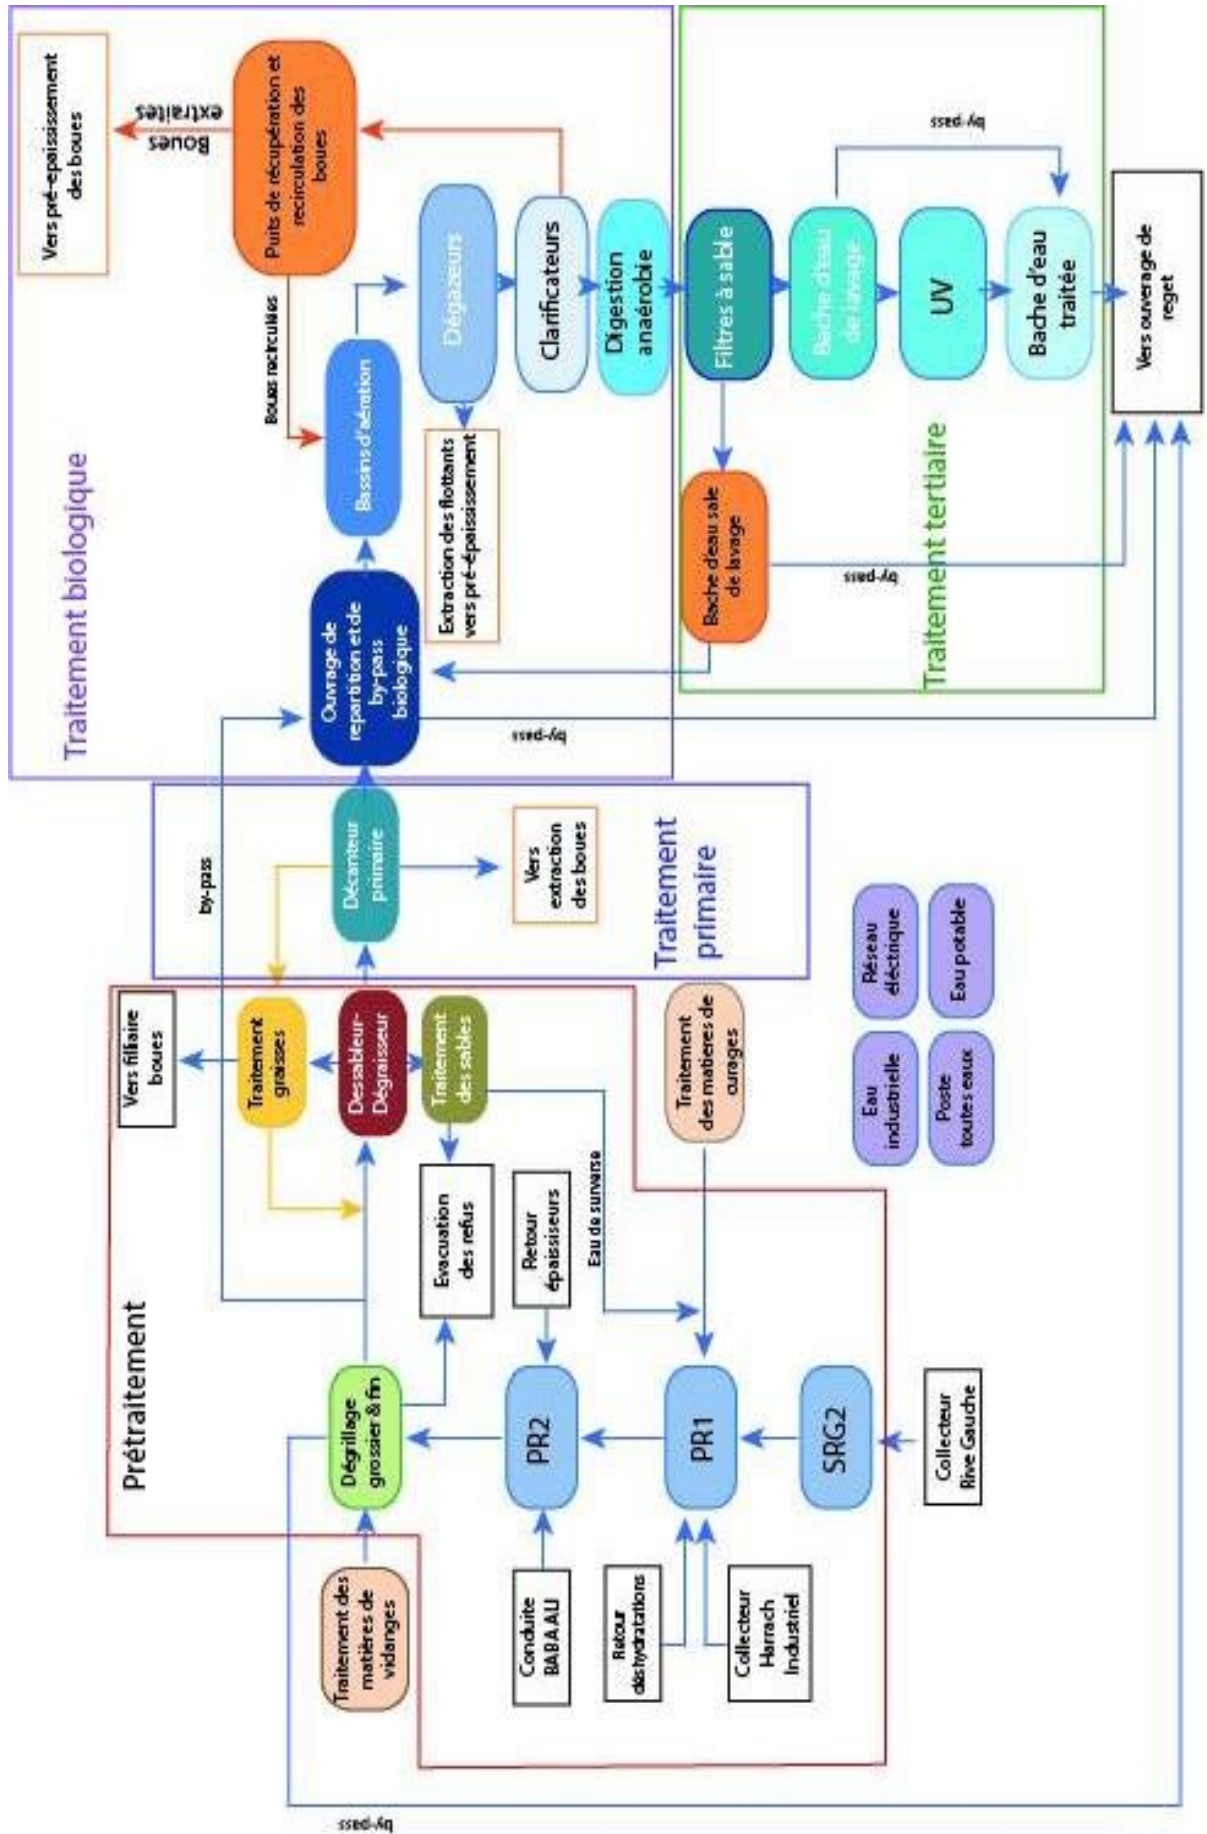 Prétraitement
Traitement des
matières de
vidanges
Dégrillage
grossier & fin
by-pass
by-pass
Vers filliaire
boues
Traitement
graisses
Dessableur-
Dégraisseur
Traitement
des sables
Evacuation
des refus
Conduite
BABA ALI
PR2
Retour
épaissiseurs
Eau de surverse
Retour
déshydratations
Collecteur
Harrach
Industriel
PR1
Traitement
des matieres de
curages
SRG2
Collecteur
Rive Gauche
Traitement
primaire
Décanteur
primaire
Vers
extraction
des boues
Eau
industrielle
Réseau
éléctrique
Poste
toutes eaux
Eau potable
Traitement biologique
Ouvrage de
repartition et de
by-pass
biologique
by-pass
Bassins d'aération
Boues recirculées
Puits de récupération et
recirculation des
boues
Boues
extraites
Vers pré-epaississement
des boues
Dégazeurs
Extraction des flottants
vers pré-épaississement
Clarificateurs
Digestion
anaérobie
Traitement tertiaire
Filtres à sable
Bache d'eau sale
de lavage
by-pass
Bache d'eau
de lavage
by-pass
UV
Bache d'eau
traitée
Vers ouverage de
reget